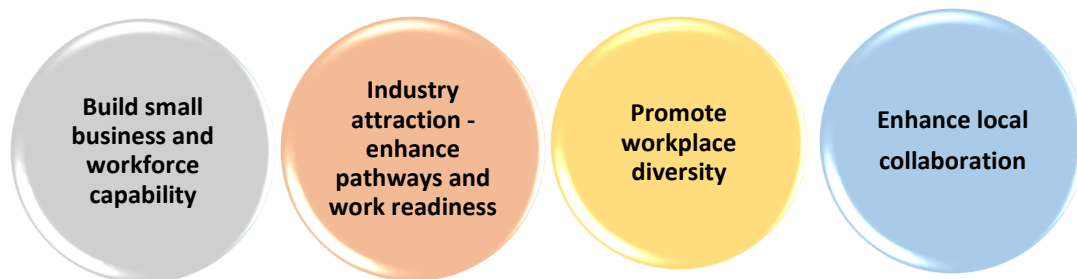 Build small
business and
workforce
capability
Industry
attraction -
enhance
pathways and
work readiness
Promote
workplace
diversity
Enhance local
collaboration